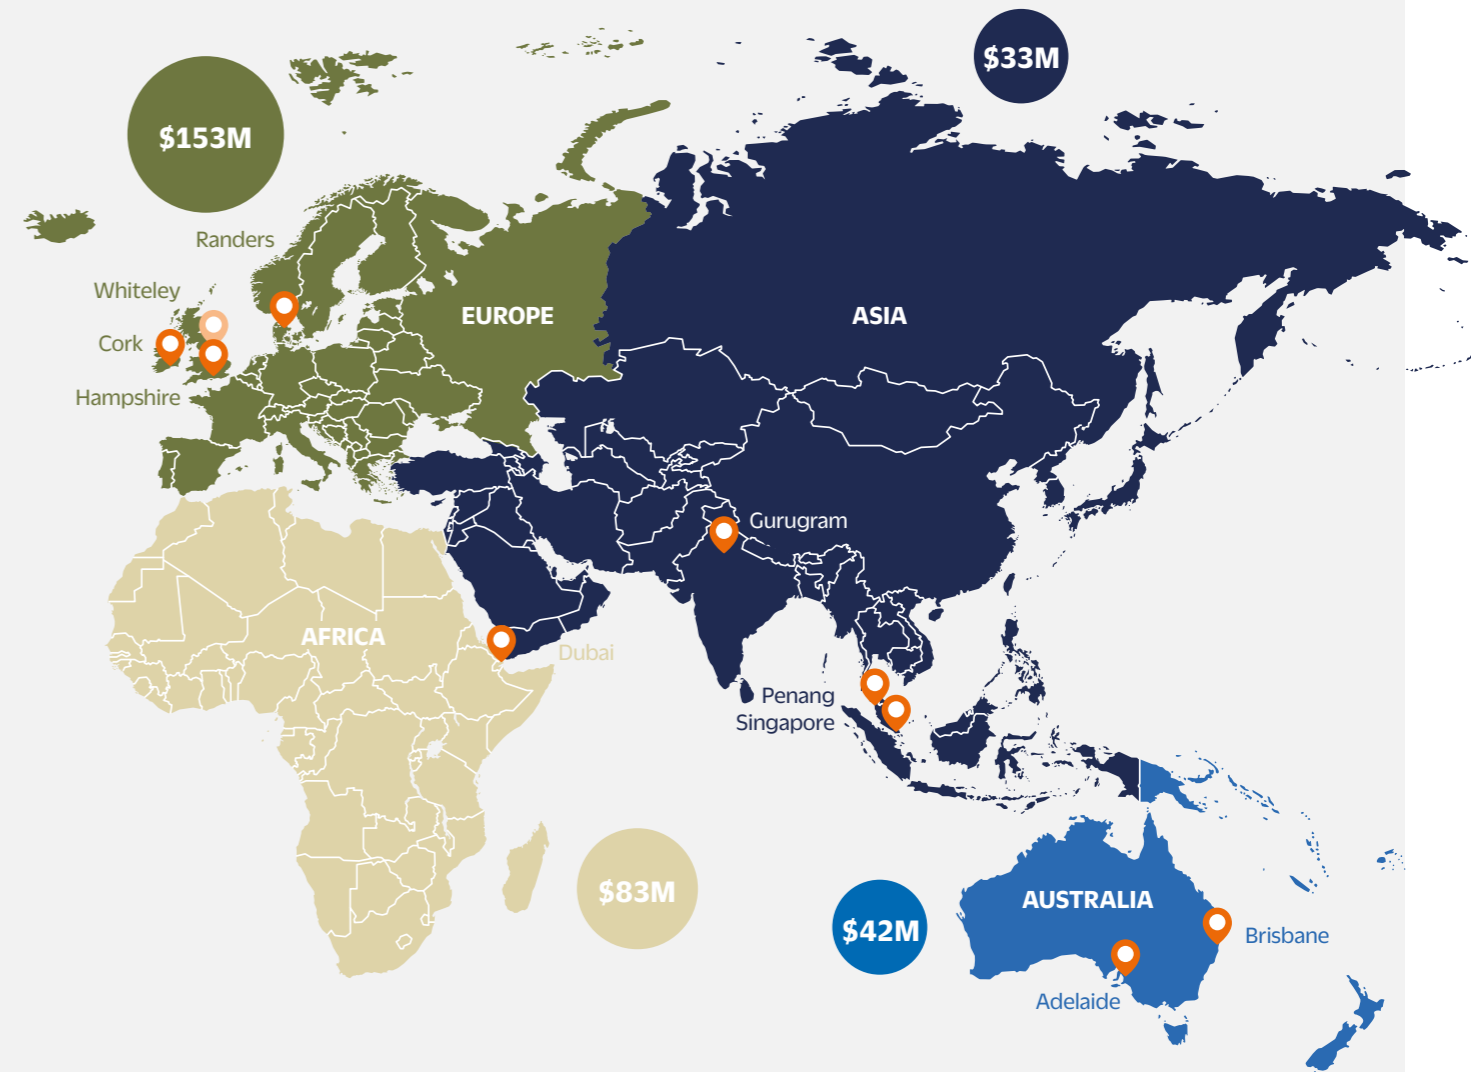 $33M
$153M
Randers
Whiteley
EUROPE
ASIA
Cork
Hampshire
Gurugram
AFRICA
Dubai
Penang
Singapore
$83M
$42M
AUSTRALIA
Brisbane
Adelaide